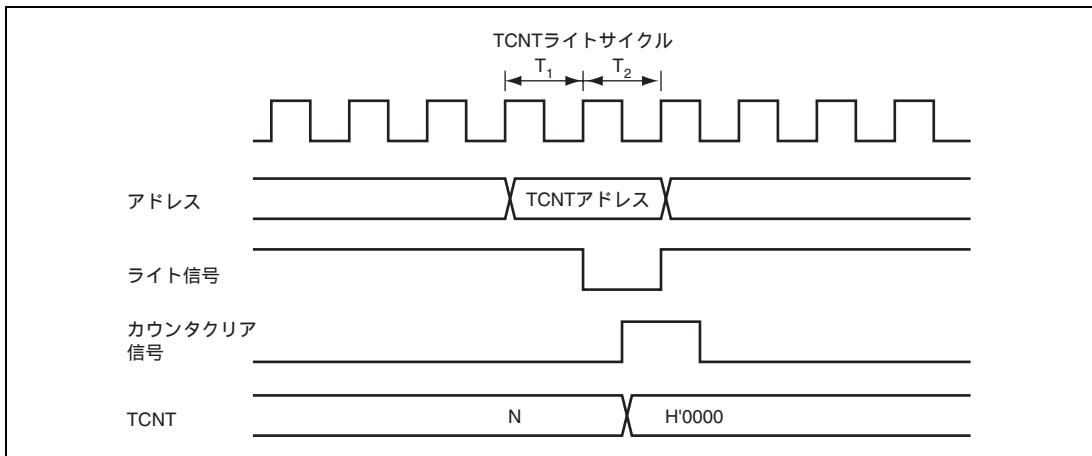 TCNTライトサイクル
T1 T2
アドレス
TCNTアドレス
ライト信号
カウンタクリア
信号
TCNT
N
H'0000